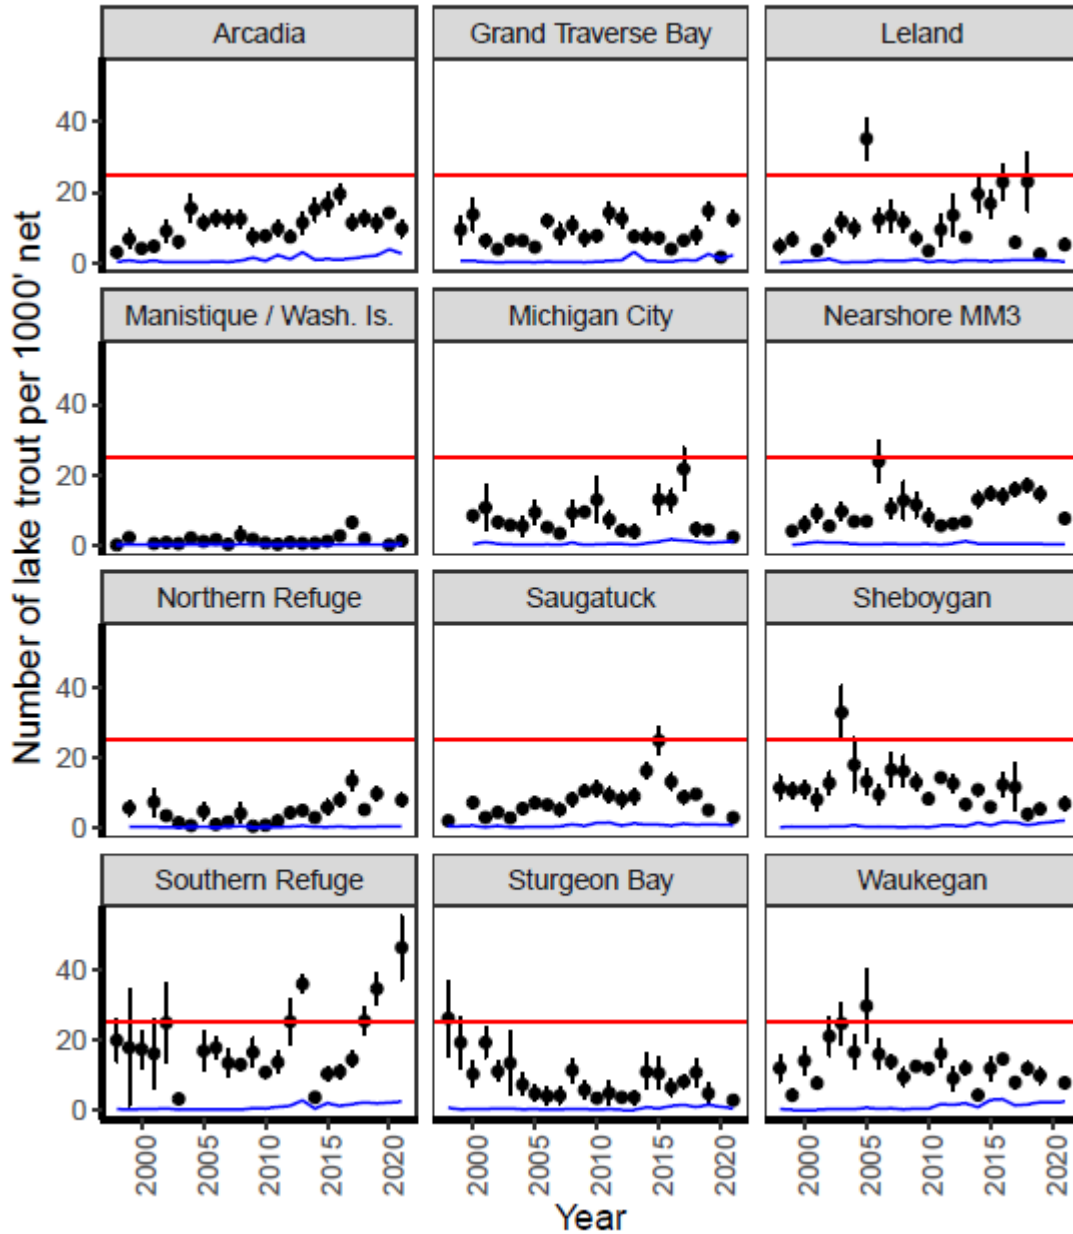 Number of lake trout per 1000' net
Arcadia
Grand Traverse Bay
Leland
40
20
0
Manistique / Wash. Is.
Michigan City
Nearshore MM3
40
20
0
Northern Refuge
Saugatuck
Sheboygan
40
20
0
Southern Refuge
Sturgeon Bay
Waukegan
40
20
0
2000
2005
2010
2015
2020
2000
2005
2010
2015
2020
2000
2005
2010
2015
2020
Year